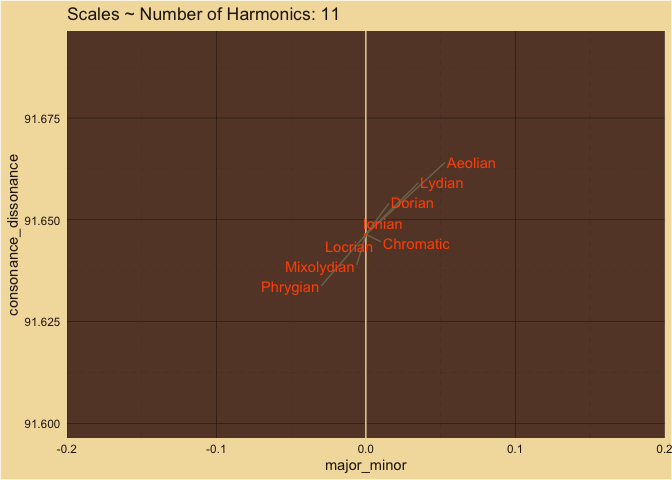 Scales ~ Number of Harmonics: 11
consonance_dissonance
91.675
91.650
91.625
91.600
Aeolian
Lydian
Dorian
Ionian
Chromatic
Locrian
Mixolydian
Phrygian
-0.2
-0.1
0.0
0.1
0.2
major_minor